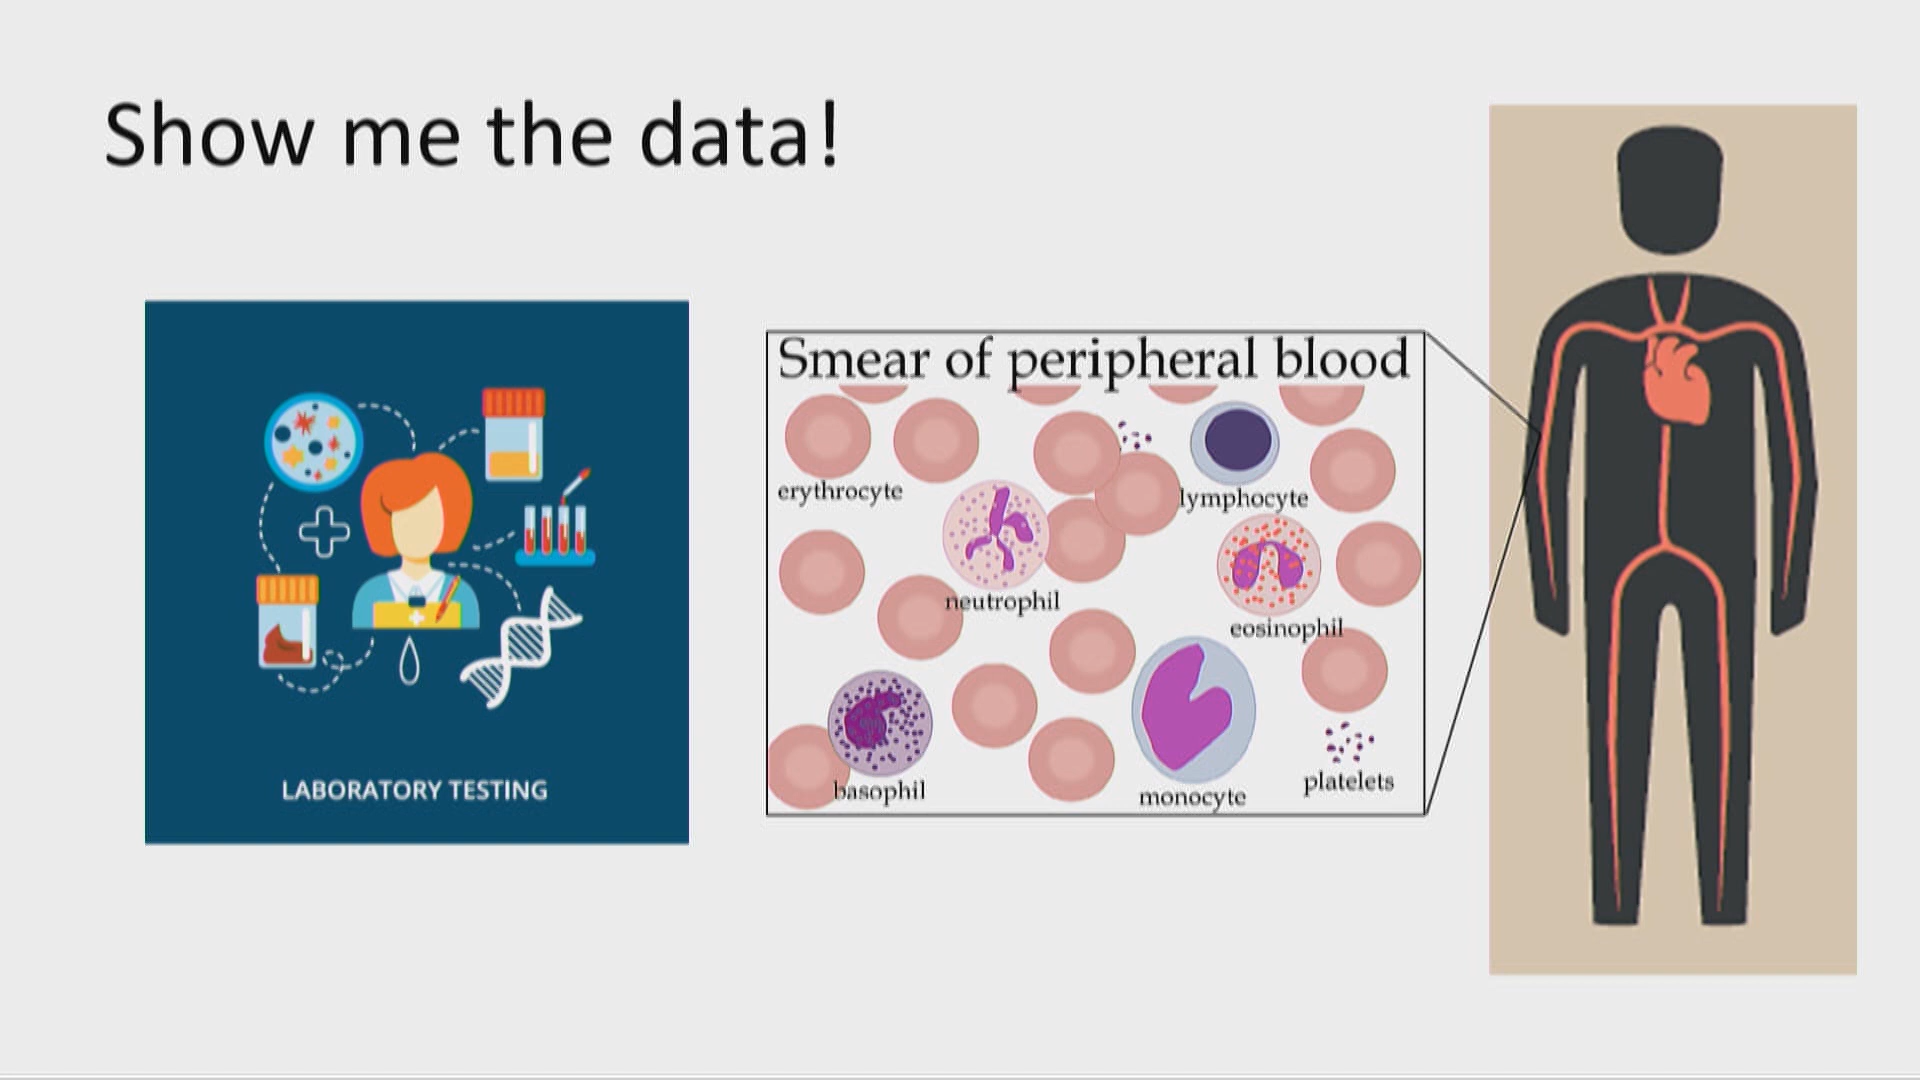 Show me the data!
LABORATORY TESTING
Smear of peripheral blood
erythrocyte
lymphocyte
neutrophil
eosinophil
basophil
monocyte
platelets